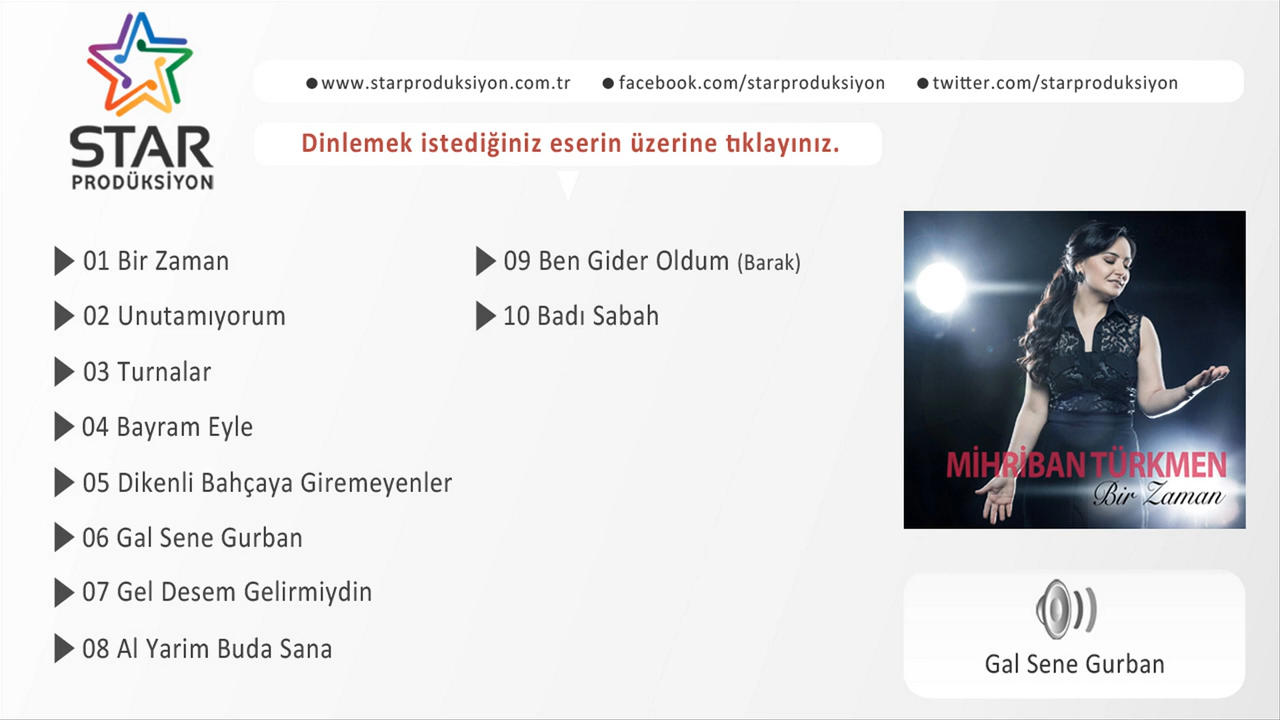 STAR
PRODÜKSİYON
www.starproduksiyon.com.tr
facebook.com/starproduksiyon
twitter.com/starproduksiyon
Dinlemek istediğiniz eserin üzerine tıklayınız.
01 Bir Zaman
02 Unutamıyorum
03 Turnalar
04 Bayram Eyle
05 Dikenli Bahçaya Giremeyenler
06 Gal Sene Gurban
07 Gel Desem Gelirmiydin
08 Al Yarim Buda Sana
09 Ben Gider Oldum (Barak)
10 Badı Sabah
MİHRİBAN TÜRKMEN
Bir Zaman
Gal Sene Gurban